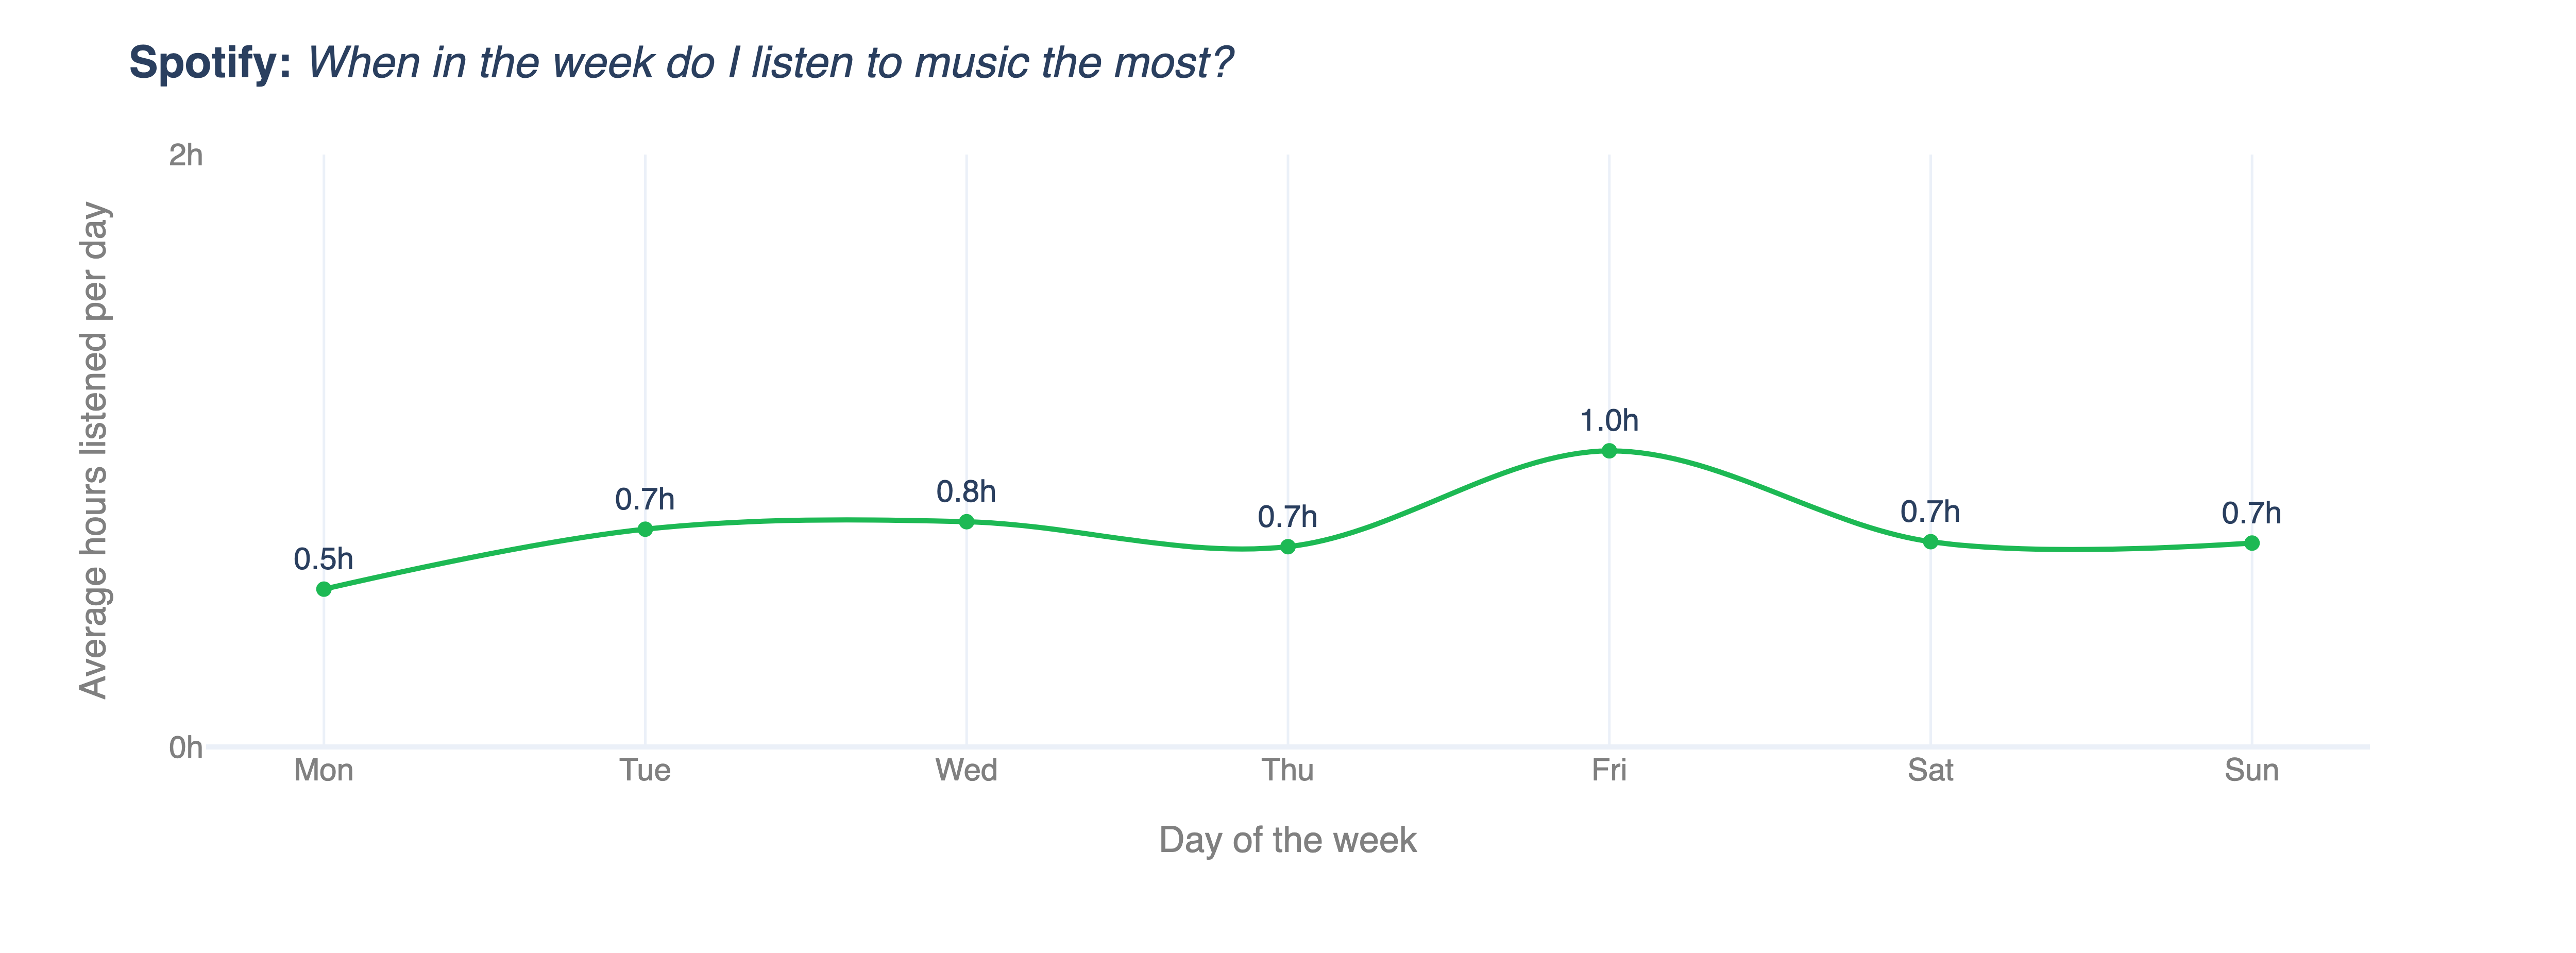 Spotify: When in the week do I listen to music the most?
2h
Average hours listened per day
0.5h
0.7h
0.8h
0.7h
1.0h
0.7h
0.7h
0h
Mon
Tue
Wed
Thu
Fri
Sat
Sun
Day of the week